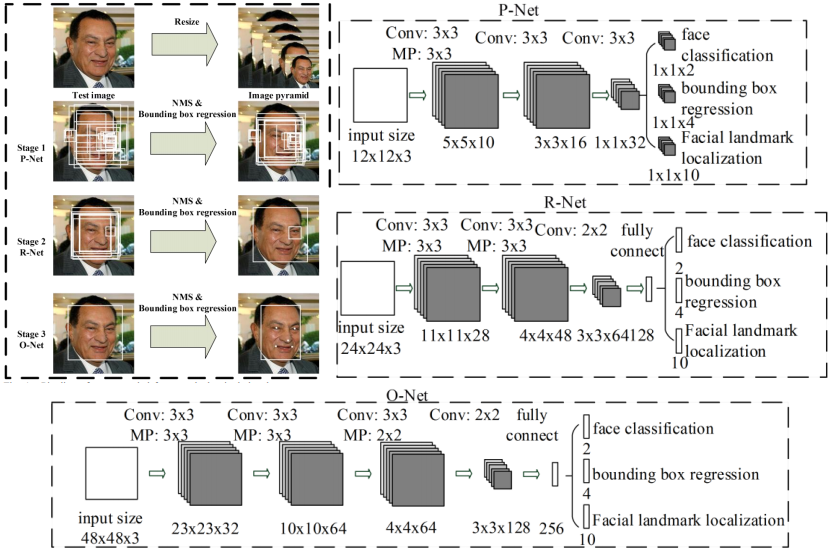 Resize
Test image
Image pyramid
NMS &
Bounding box regression
Stage 1
P-Net
NMS &
Bounding box regression
Stage 2
R-Net
NMS &
Bounding box regression
Stage 3
O-Net
P-Net
Conv: 3x3
MP: 3x3
Conv: 3x3
Conv: 3x3
input size
12x12x3
5x5x10
3x3x16
1x1x32
face
classification
1x1x2
bounding box
regression
1x1x4
Facial landmark
localization
1x1x10
R-Net
Conv: 3x3
MP: 3x3
Conv: 3x3
MP: 3x3
Conv: 2x2
fully
connect
input size
24x24x3
11x11x28
4x4x48
3x3x64
128
face classification
2
bounding box
regression
4
Facial landmark
localization
10
O-Net
Conv: 3x3
MP: 3x3
Conv: 3x3
MP: 3x3
Conv: 3x3
MP: 2x2
Conv: 2x2
fully
connect
input size
48x48x3
23x23x32
10x10x64
4x4x64
3x3x128
256
face classification
2
bounding box regression
4
Facial landmark localization
10